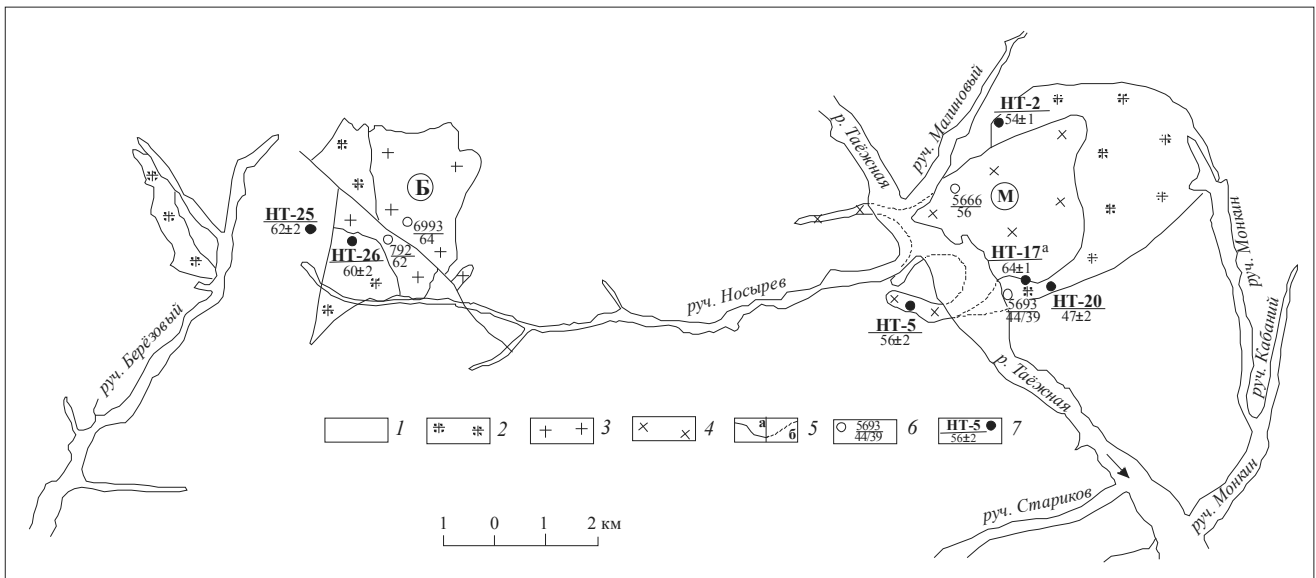 р. Таёжная
руч. Малиновый
НТ-2
54±1
Б
6993
64
792
62
НТ-25
62±2
НТ-26
60±2
5666
56
М
НТ-17а
64±1
5693
44/39
НТ-20
47±2
НТ-5
56±2
руч. Монкин
руч. Кабаний
руч. Носырев
руч. Берёзовый
р. Таёжная
руч. Стариков
руч. Монкин
1
2
3
4
а
б
5
5693
44/39
6
НТ-5
56±2
7
1 0 1 2 км